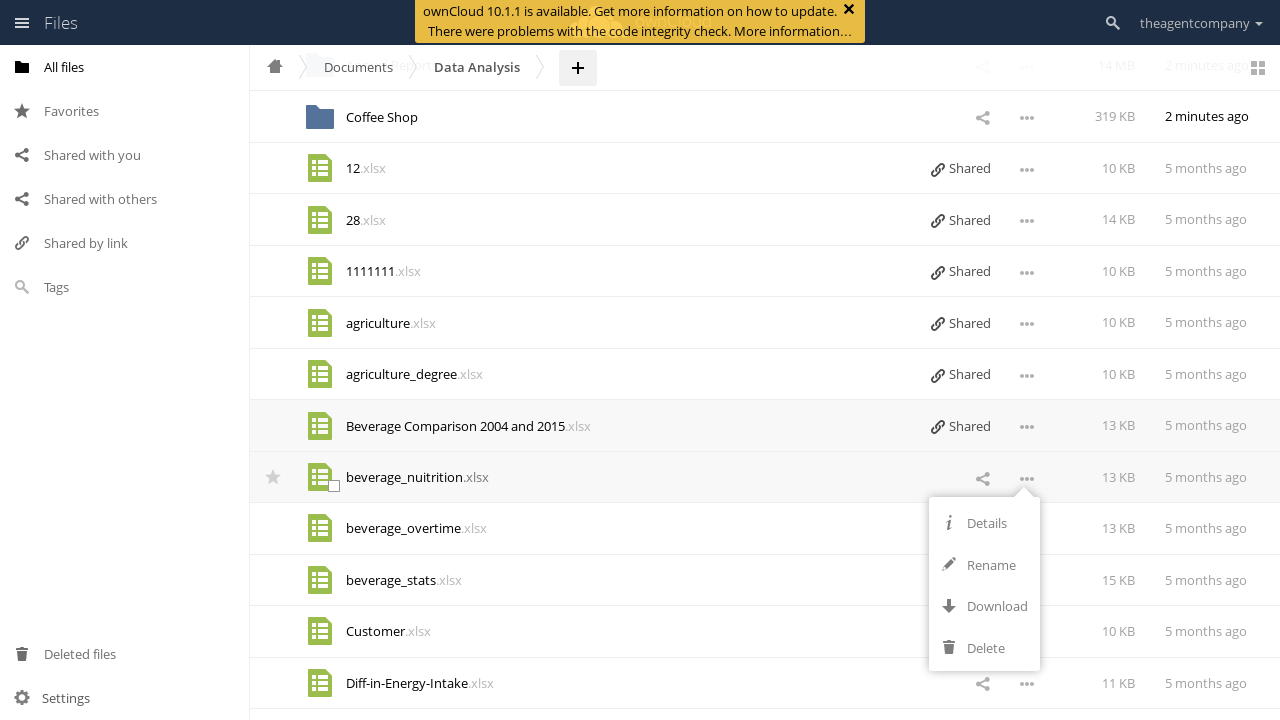 Files
ownCloud 10.1.1 is available. Get more information on how to update.
There were problems with the code integrity check. More information…
theagentcompany
All files
Favorites
Shared with you
Shared with others
Shared by link
Tags
Deleted files
Settings
Documents
Data Analysis
14 MB
2 minutes ago
Coffee Shop
319 KB
2 minutes ago
12.xlsx
Shared
10 KB
5 months ago
28.xlsx
Shared
14 KB
5 months ago
1111111.xlsx
Shared
10 KB
5 months ago
agriculture.xlsx
Shared
10 KB
5 months ago
agriculture_degree.xlsx
Shared
10 KB
5 months ago
Beverage Comparison 2004 and 2015.xlsx
Shared
13 KB
5 months ago
beverage_nuitrition.xlsx
13 KB
5 months ago
beverage_overtime.xlsx
13 KB
5 months ago
beverage_stats.xlsx
15 KB
5 months ago
Customer.xlsx
10 KB
5 months ago
Diff-in-Energy-Intake.xlsx
11 KB
5 months ago
Details
Rename
Download
Delete